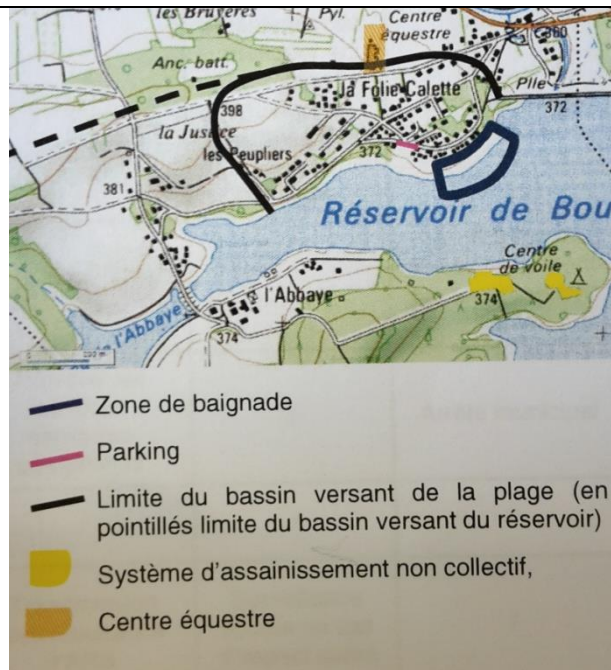 les Bruyères
Pyl.
Centre
équestre
Anc. batt.
la Folie Calette
Plle
372
398
la Justice
les Peupliers
372
381
Réservoir de Bou
Centre
de voile
l'Abbaye
374
l'Abbaye
374
Zone de baignade
Parking
Limite du bassin versant de la plage (en
pointillés limite du bassin versant du réservoir)
Système d'assainissement non collectif,
Centre équestre